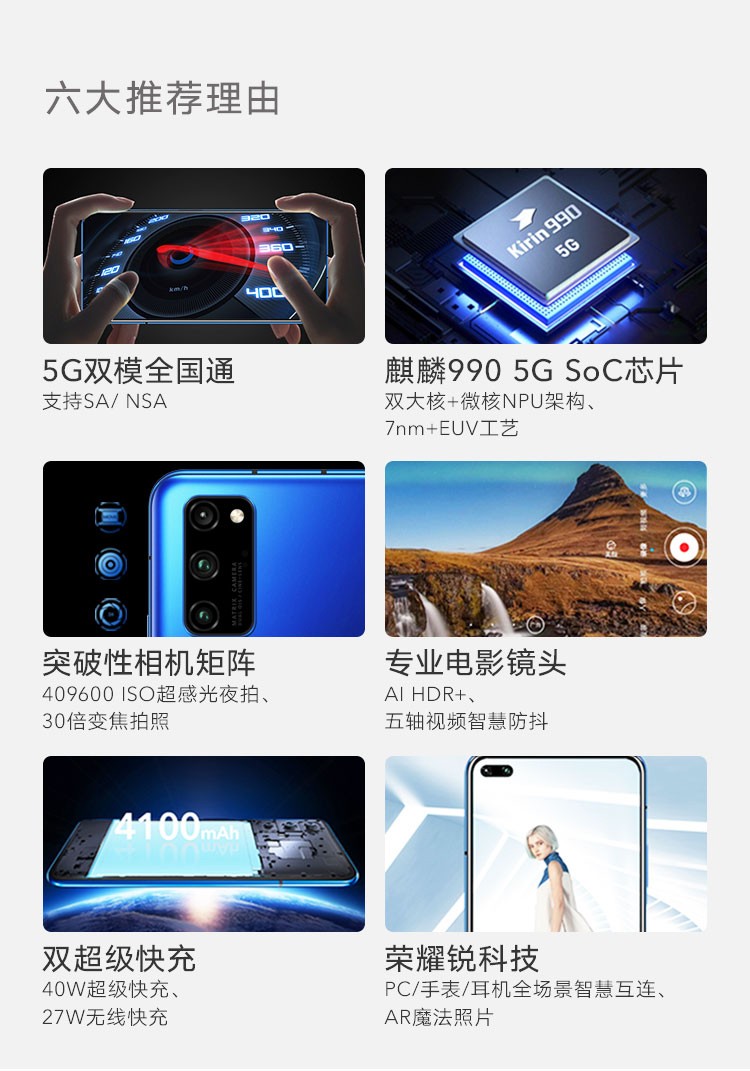 六大推荐理由
200
320
160
340
140
360
120
km/h
400
Kirin 990
5G
5G双模全国通
支持SA/ NSA
麒麟990 5G SoC芯片
双大核+微核NPU架构、
7nm+EUV工艺
MATRIX CAMERA
突破性相机矩阵
409600 ISO超感光夜拍、
30倍变焦拍照
专业电影镜头
AI HDR+、
五轴视频智慧防抖
4100mAh
双超级快充
40W超级快充、
27W无线快充
荣耀锐科技
PC/手表/耳机全场景智慧互连、
AR魔法照片